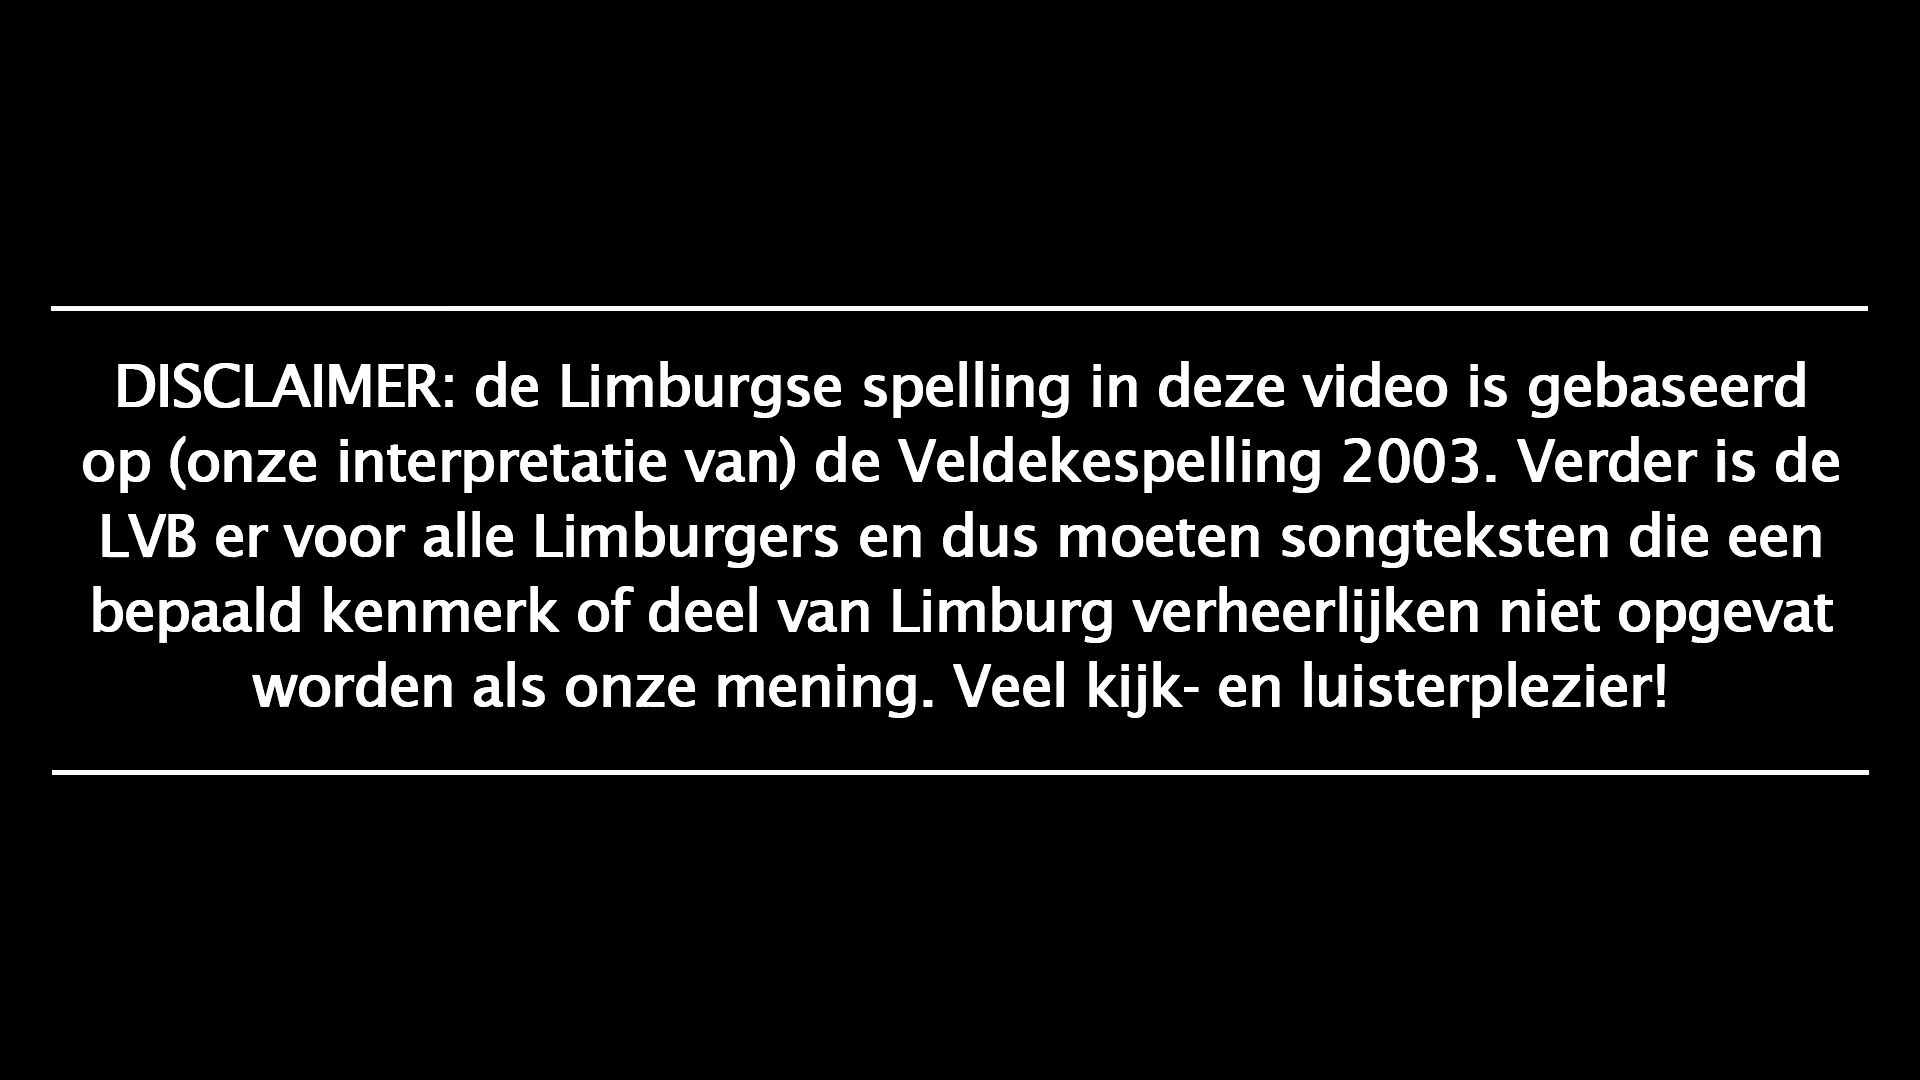 DISCLAIMER: de Limburgse spelling in deze video is gebaseerd
op (onze interpretatie van) de Veldekespelling 2003. Verder is de
LVB er voor alle Limburgers en dus moeten songteksten die een
bepaald kenmerk of deel van Limburg verheerlijken niet opgevat
worden als onze mening. Veel kijk- en luisterplezier!